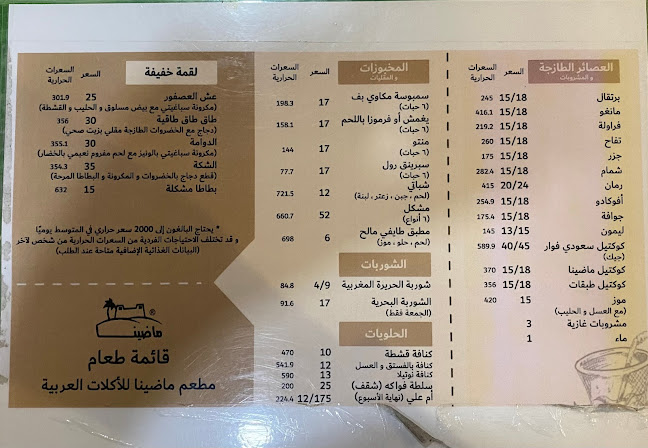 العصائر الطازجة
و المشروبات
السعر
السعرات الحرارية
برتقال 15/18 245
مانغو 15/18 416.1
فراولة 15/18 219.2
تفاح 15/18 260
جزر 15/18 175
شمام 15/18 282.4
رمان 20/24 415
أفوكادو 15/18 254.9
جوافة 15/18 175.4
ليمون 13/15 145
كوكتيل سعودي فوار 40/45 589.9
(جيك)
كوكتيل ماضينا 15/18 370
كوكتيل طبقات 15/18 356
موز 15 420
(مع العسل و الحليب)
مشروبات غازية 3
ماء 1
المخبوزات
و المقليات
السعر
السعرات الحرارية
سمبوسة مكاوي بف 17 198.3
(٦ حبات)
يغمش أو فرموزا باللحم 17 158.1
(٦ حبات)
منتو 17 144
(٦ حبات)
سبرينق رول 17 77.7
(٦ حبات)
شباتي 12 721.5
(لحم ، جبن ، زعتر ، لبنة)
مشكل 52 660.7
(٦ أنواع)
مطبق طايفي مالح 6 698
(لحم ، حلو ، موز)
الشوربات
شوربة الحريرة المغربية 4/9 84.8
الشوربة البحرية 17 91.6
(الجمعة فقط)
الحلويات
كنافة قشطة 10 470
كنافة بالفستق و العسل 12 541.9
كنافة نوتيلا 13 590
سلطة فواكه (شقف) 25 200
أم علي (نهاية الأسبوع) 12/175 224.4
لقمة خفيفة
السعر
السعرات الحرارية
عش العصفور 25 301.9
(مكرونة سباغيتي مع بيض مسلوق و الحليب و القشطة)
طاق طاق طاقية 30 356
(دجاج مع الخضروات الطازجة مقلي بزيت صحي)
الدوامة 30 355.1
(مكرونة سباغيتي بالونيز مع لحم مفروم نعيمي بالخضار)
الشكة 35 354.3
(قطع دجاج بالخضروات و المكرونة و البطاطا المرحة)
بطاطا مشكلة 15 632
* يحتاج البالغون إلى 2000 سعر حراري في المتوسط يوميًا
و قد تختلف الاحتياجات الفردية من السعرات الحرارية من شخص لآخر
(البيانات الغذائية الإضافية متاحة عند الطلب)
ماضينا ®
قائمة طعام
مطعم ماضينا للأكلات العربية